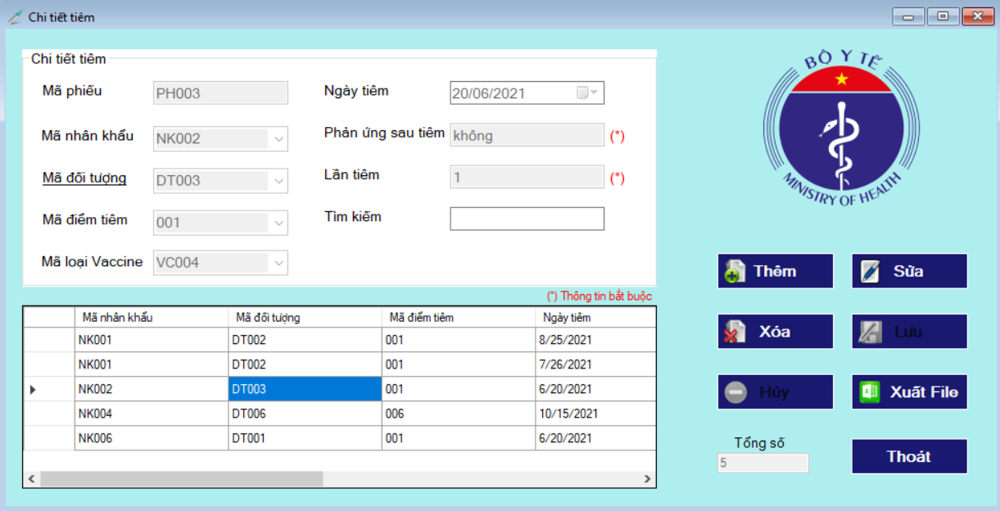 Chi tiết tiêm
Chi tiết tiêm
Mã phiếu PH003 Ngày tiêm 20/06/2021
Mã nhân khẩu NK002 Phản ứng sau tiêm không (*)
Mã đối tượng DT003 Lần tiêm 1 (*)
Mã điểm tiêm 001 Tìm kiếm
Mã loại Vaccine VC004
(*) Thông tin bắt buộc
BỘ Y TẾ
MINISTRY OF HEALTH
Thêm Sửa
Xóa Lưu
Hủy Xuất File
Tổng số
5 Thoát
Mã nhân khẩu Mã đối tượng Mã điểm tiêm Ngày tiêm
NK001 DT002 001 8/25/2021
NK001 DT002 001 7/26/2021
NK002 DT003 001 6/20/2021
NK004 DT006 006 10/15/2021
NK006 DT001 001 6/20/2021